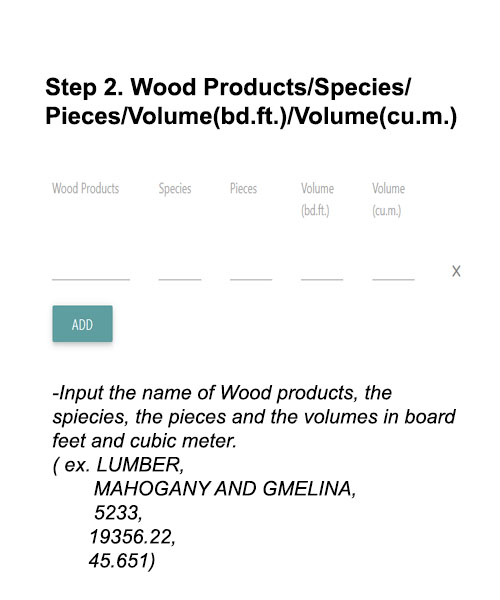 Step 2. Wood Products/Species/
Pieces/Volume(bd.ft.)/Volume(cu.m.)
Wood Products Species Pieces Volume (bd.ft.) Volume (cu.m.)
X
ADD
-Input the name of Wood products, the
spiecies, the pieces and the volumes in board
feet and cubic meter.
( ex. LUMBER,
MAHOGANY AND GMELINA,
5233,
19356.22,
45.651)